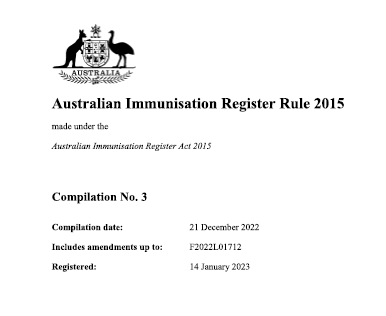 AUSTRALIA
Australian Immunisation Register Rule 2015
made under the
Australian Immunisation Register Act 2015
Compilation No. 3
Compilation date: 21 December 2022
Includes amendments up to: F2022L01712
Registered: 14 January 2023